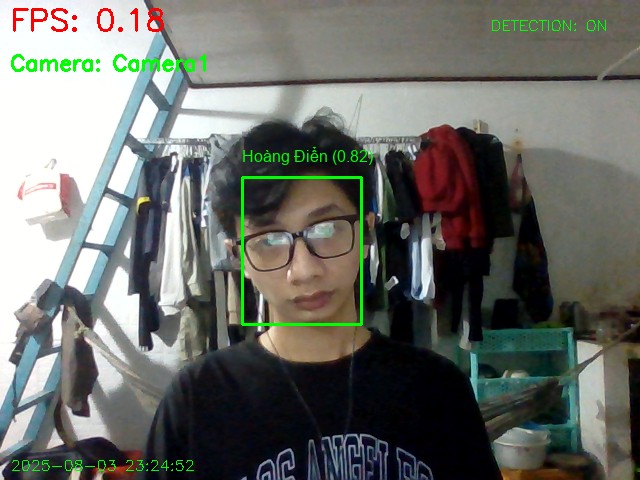 FPS: 0.18
DETECTION: ON
Camera: Camera1
Hoàng Điển (0.82)
LOS ANGELES
2025-08-03 23:24:52